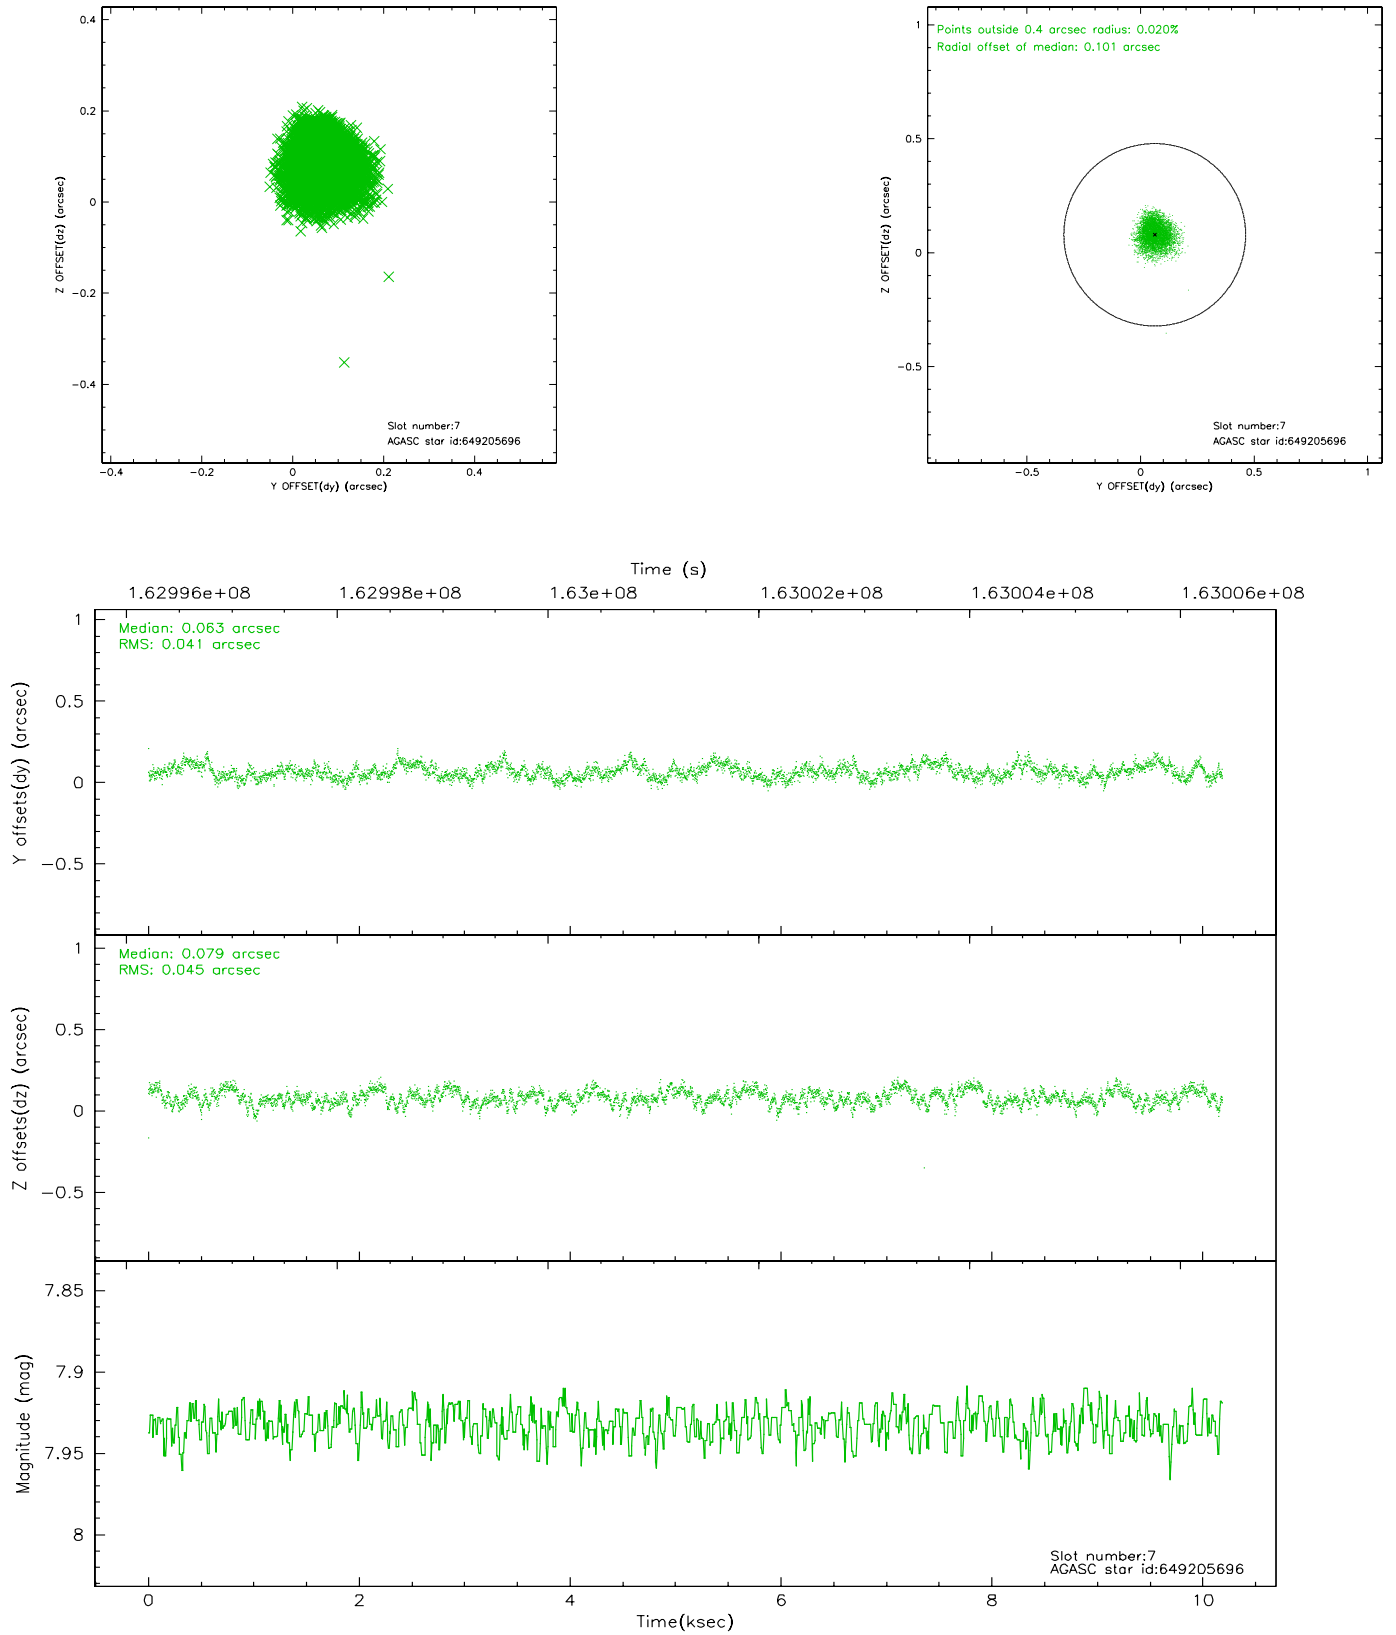 0.4
0.2
0
−0.2
−0.4
Z OFFSET(dz) (arcsec)
−0.4 −0.2 0 0.2 0.4
Y OFFSET(dy) (arcsec)
Slot number:7
AGASC star id:649205696
Points outside 0.4 arcsec radius: 0.020%
Radial offset of median: 0.101 arcsec
1
0.5
0
−0.5
Z OFFSET(dz) (arcsec)
−0.5 0 0.5 1
Y OFFSET(dy) (arcsec)
Slot number:7
AGASC star id:649205696
Time (s)
1.62996e+08 1.62998e+08 1.63e+08 1.63002e+08 1.63004e+08 1.63006e+08
Median: 0.063 arcsec
RMS: 0.041 arcsec
1
0.5
0
−0.5
Y offsets(dy) (arcsec)
Median: 0.079 arcsec
RMS: 0.045 arcsec
1
0.5
0
−0.5
Z offsets(dz) (arcsec)
7.85
7.9
7.95
8
Magnitude (mag)
Slot number:7
AGASC star id:649205696
0 2 4 6 8 10
Time(ksec)